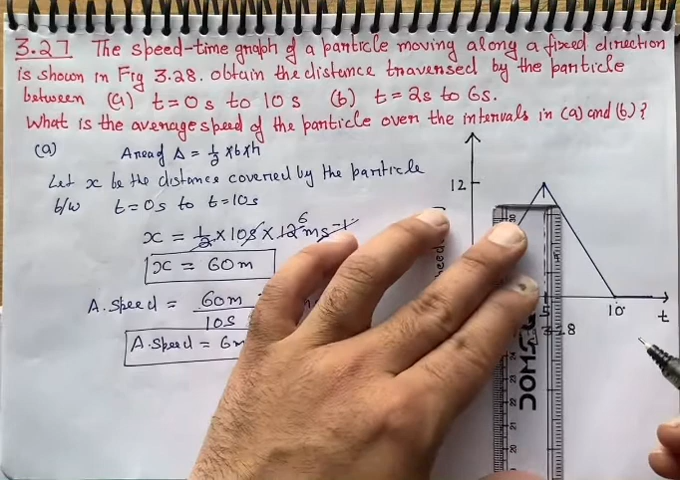 3.27 The speed-time graph of a particle moving along a fixed direction
is shown in Fig 3.28. obtain the distance traversed by the particle
between (a) t = 0 s to 10 s (b) t = 2s to 6s.
What is the average speed of the particle over the intervals in (a) and (b)?
(a) Area of Δ = 1/2 × b × h
Let x be the distance covered by the particle
b/w t = 0s to t = 10s
x = 1/2 × 10s × 12 6 ms⁻¹
x = 60m
A. speed = 60m
10s
A. speed = 6m
12
10
t